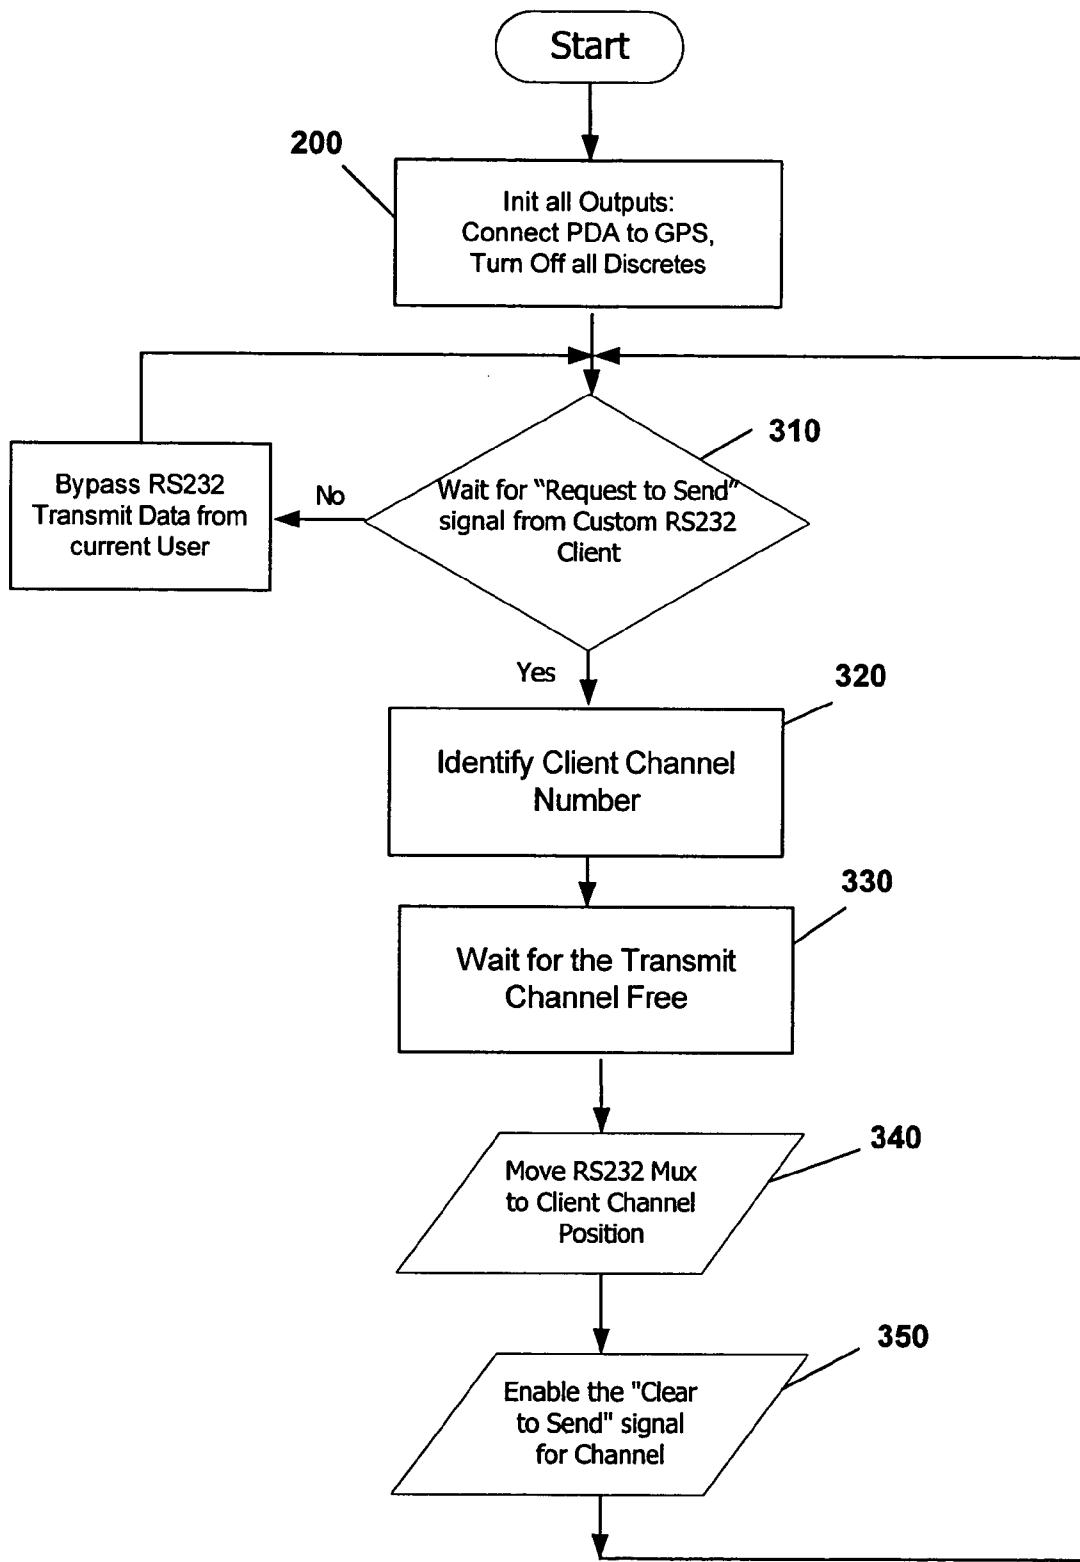 Start
200
Init all Outputs:
Connect PDA to GPS,
Turn Off all Discretes
310
Wait for “Request to Send”
signal from Custom RS232
Client
No
Bypass RS232
Transmit Data from
current User
Yes
320
Identify Client Channel
Number
330
Wait for the Transmit
Channel Free
340
Move RS232 Mux
to Client Channel
Position
350
Enable the "Clear
to Send" signal
for Channel